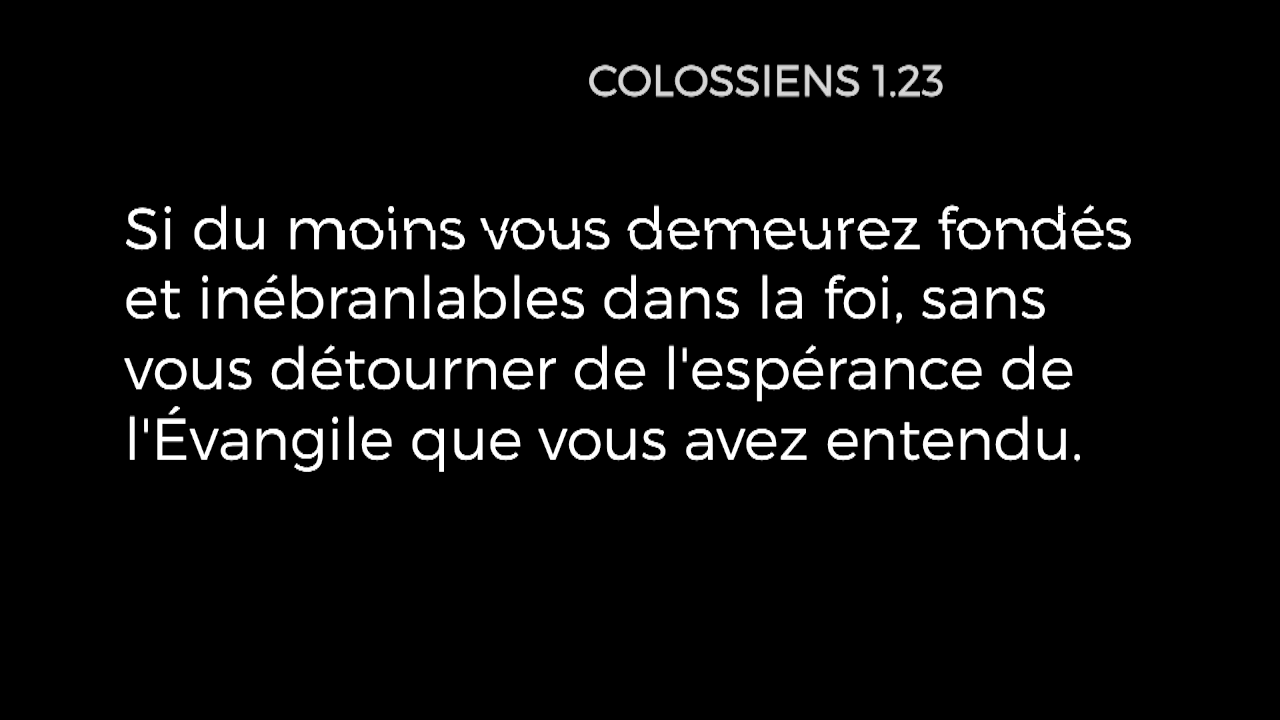 COLOSSIENS 1.23
Si du moins vous demeurez fondés
et inébranlables dans la foi, sans
vous détourner de l'espérance de
l'Évangile que vous avez entendu.